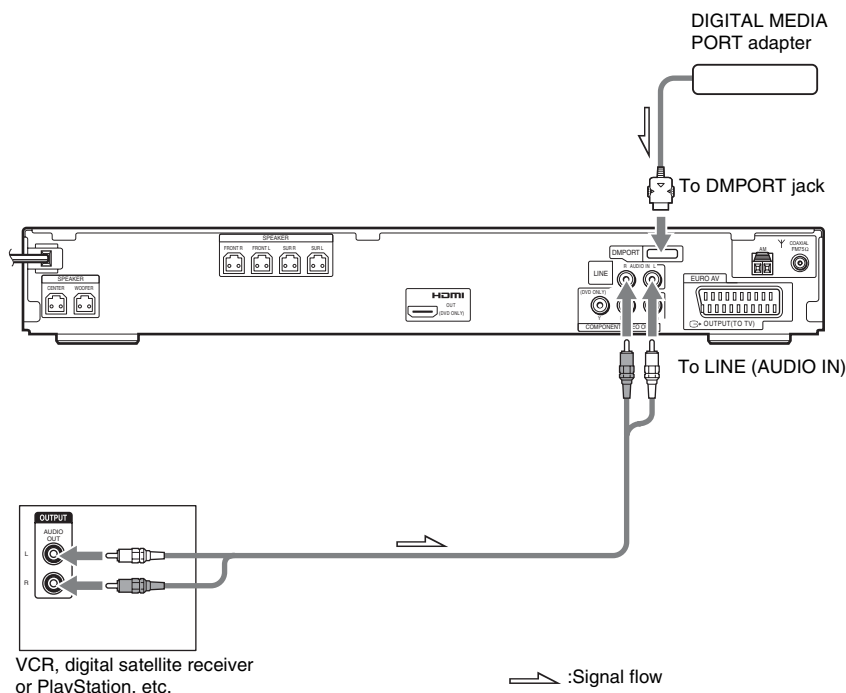 DIGITAL MEDIA
PORT adapter
To DMPORT jack
SPEAKER
FRONT R FRONT L SUR R SUR L
SPEAKER
CENTER WOOFER
HDMI
OUT
(DVD ONLY)
DMPORT
R AUDIO IN L
LINE
(DVD ONLY)
Y
COMPONENT
AM
COAXIAL
FM75Ω
EURO AV
OUTPUT(TO TV)
To LINE (AUDIO IN)
OUTPUT
AUDIO
OUT
L
R
VCR, digital satellite receiver
or PlayStation, etc.
:Signal flow